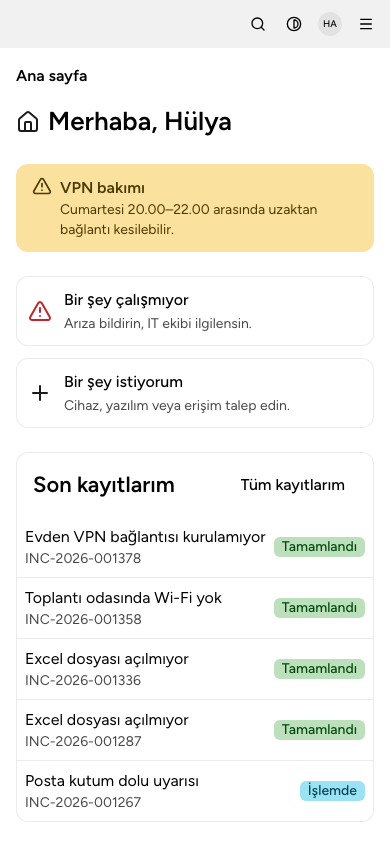 HA
Ana sayfa
Merhaba, Hülya
VPN bakımı
Cumartesi 20.00–22.00 arasında uzaktan
bağlantı kesilebilir.
Bir şey çalışmıyor
Arıza bildirin, IT ekibi ilgilensin.
Bir şey istiyorum
Cihaz, yazılım veya erişim talep edin.
Son kayıtlarım
Tüm kayıtlarım
Evden VPN bağlantısı kurulamıyor
INC-2026-001378
Tamamlandı
Toplantı odasında Wi-Fi yok
INC-2026-001358
Tamamlandı
Excel dosyası açılmıyor
INC-2026-001336
Tamamlandı
Excel dosyası açılmıyor
INC-2026-001287
Tamamlandı
Posta kutum dolu uyarısı
INC-2026-001267
İşlemde